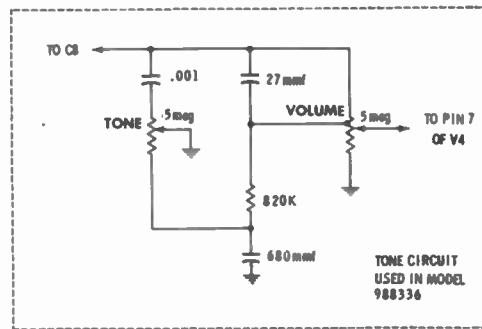 TO C8
.001
27mmf
TONE
.5meg
VOLUME
5meg
TO PIN 7
OF V4
820K
680mmf
TONE CIRCUIT
USED IN MODEL
988336